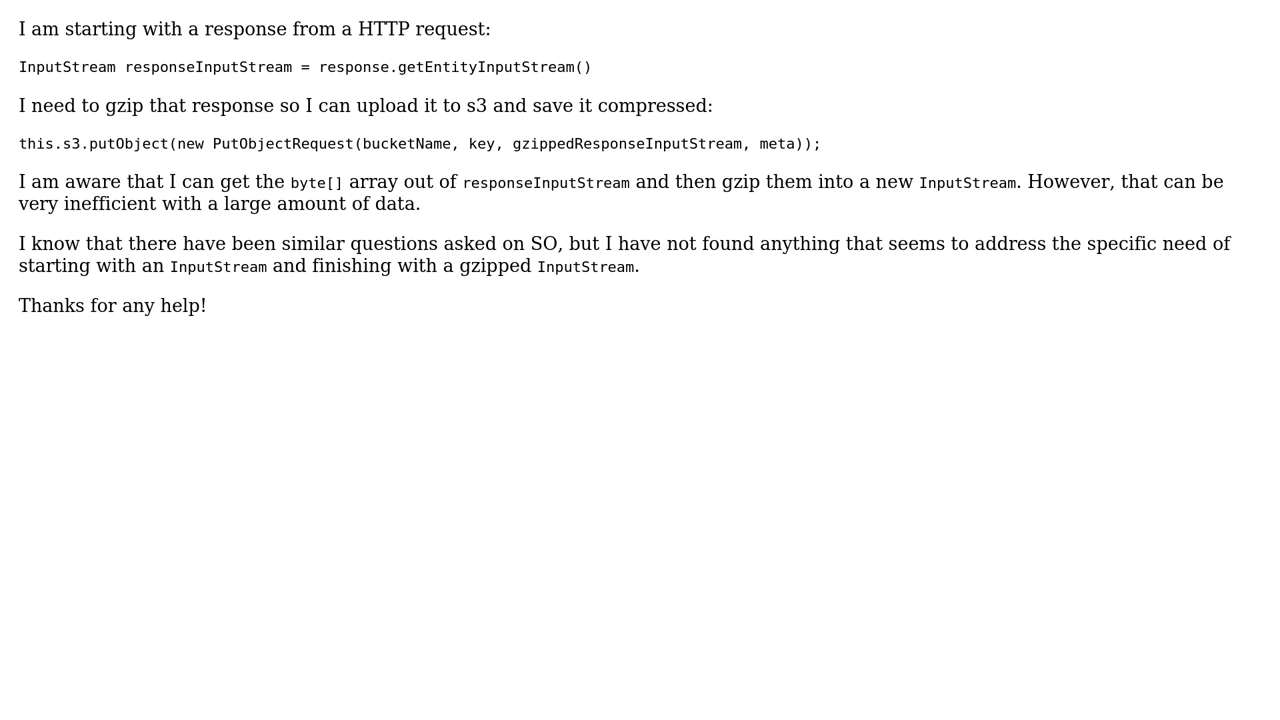 I am starting with a response from a HTTP request:
InputStream responseInputStream = response.getEntityInputStream()
I need to gzip that response so I can upload it to s3 and save it compressed:
this.s3.putObject(new PutObjectRequest(bucketName, key, gzippedResponseInputStream, meta));
I am aware that I can get the byte[] array out of responseInputStream and then gzip them into a new InputStream. However, that can be
very inefficient with a large amount of data.
I know that there have been similar questions asked on SO, but I have not found anything that seems to address the specific need of
starting with an InputStream and finishing with a gzipped InputStream.
Thanks for any help!